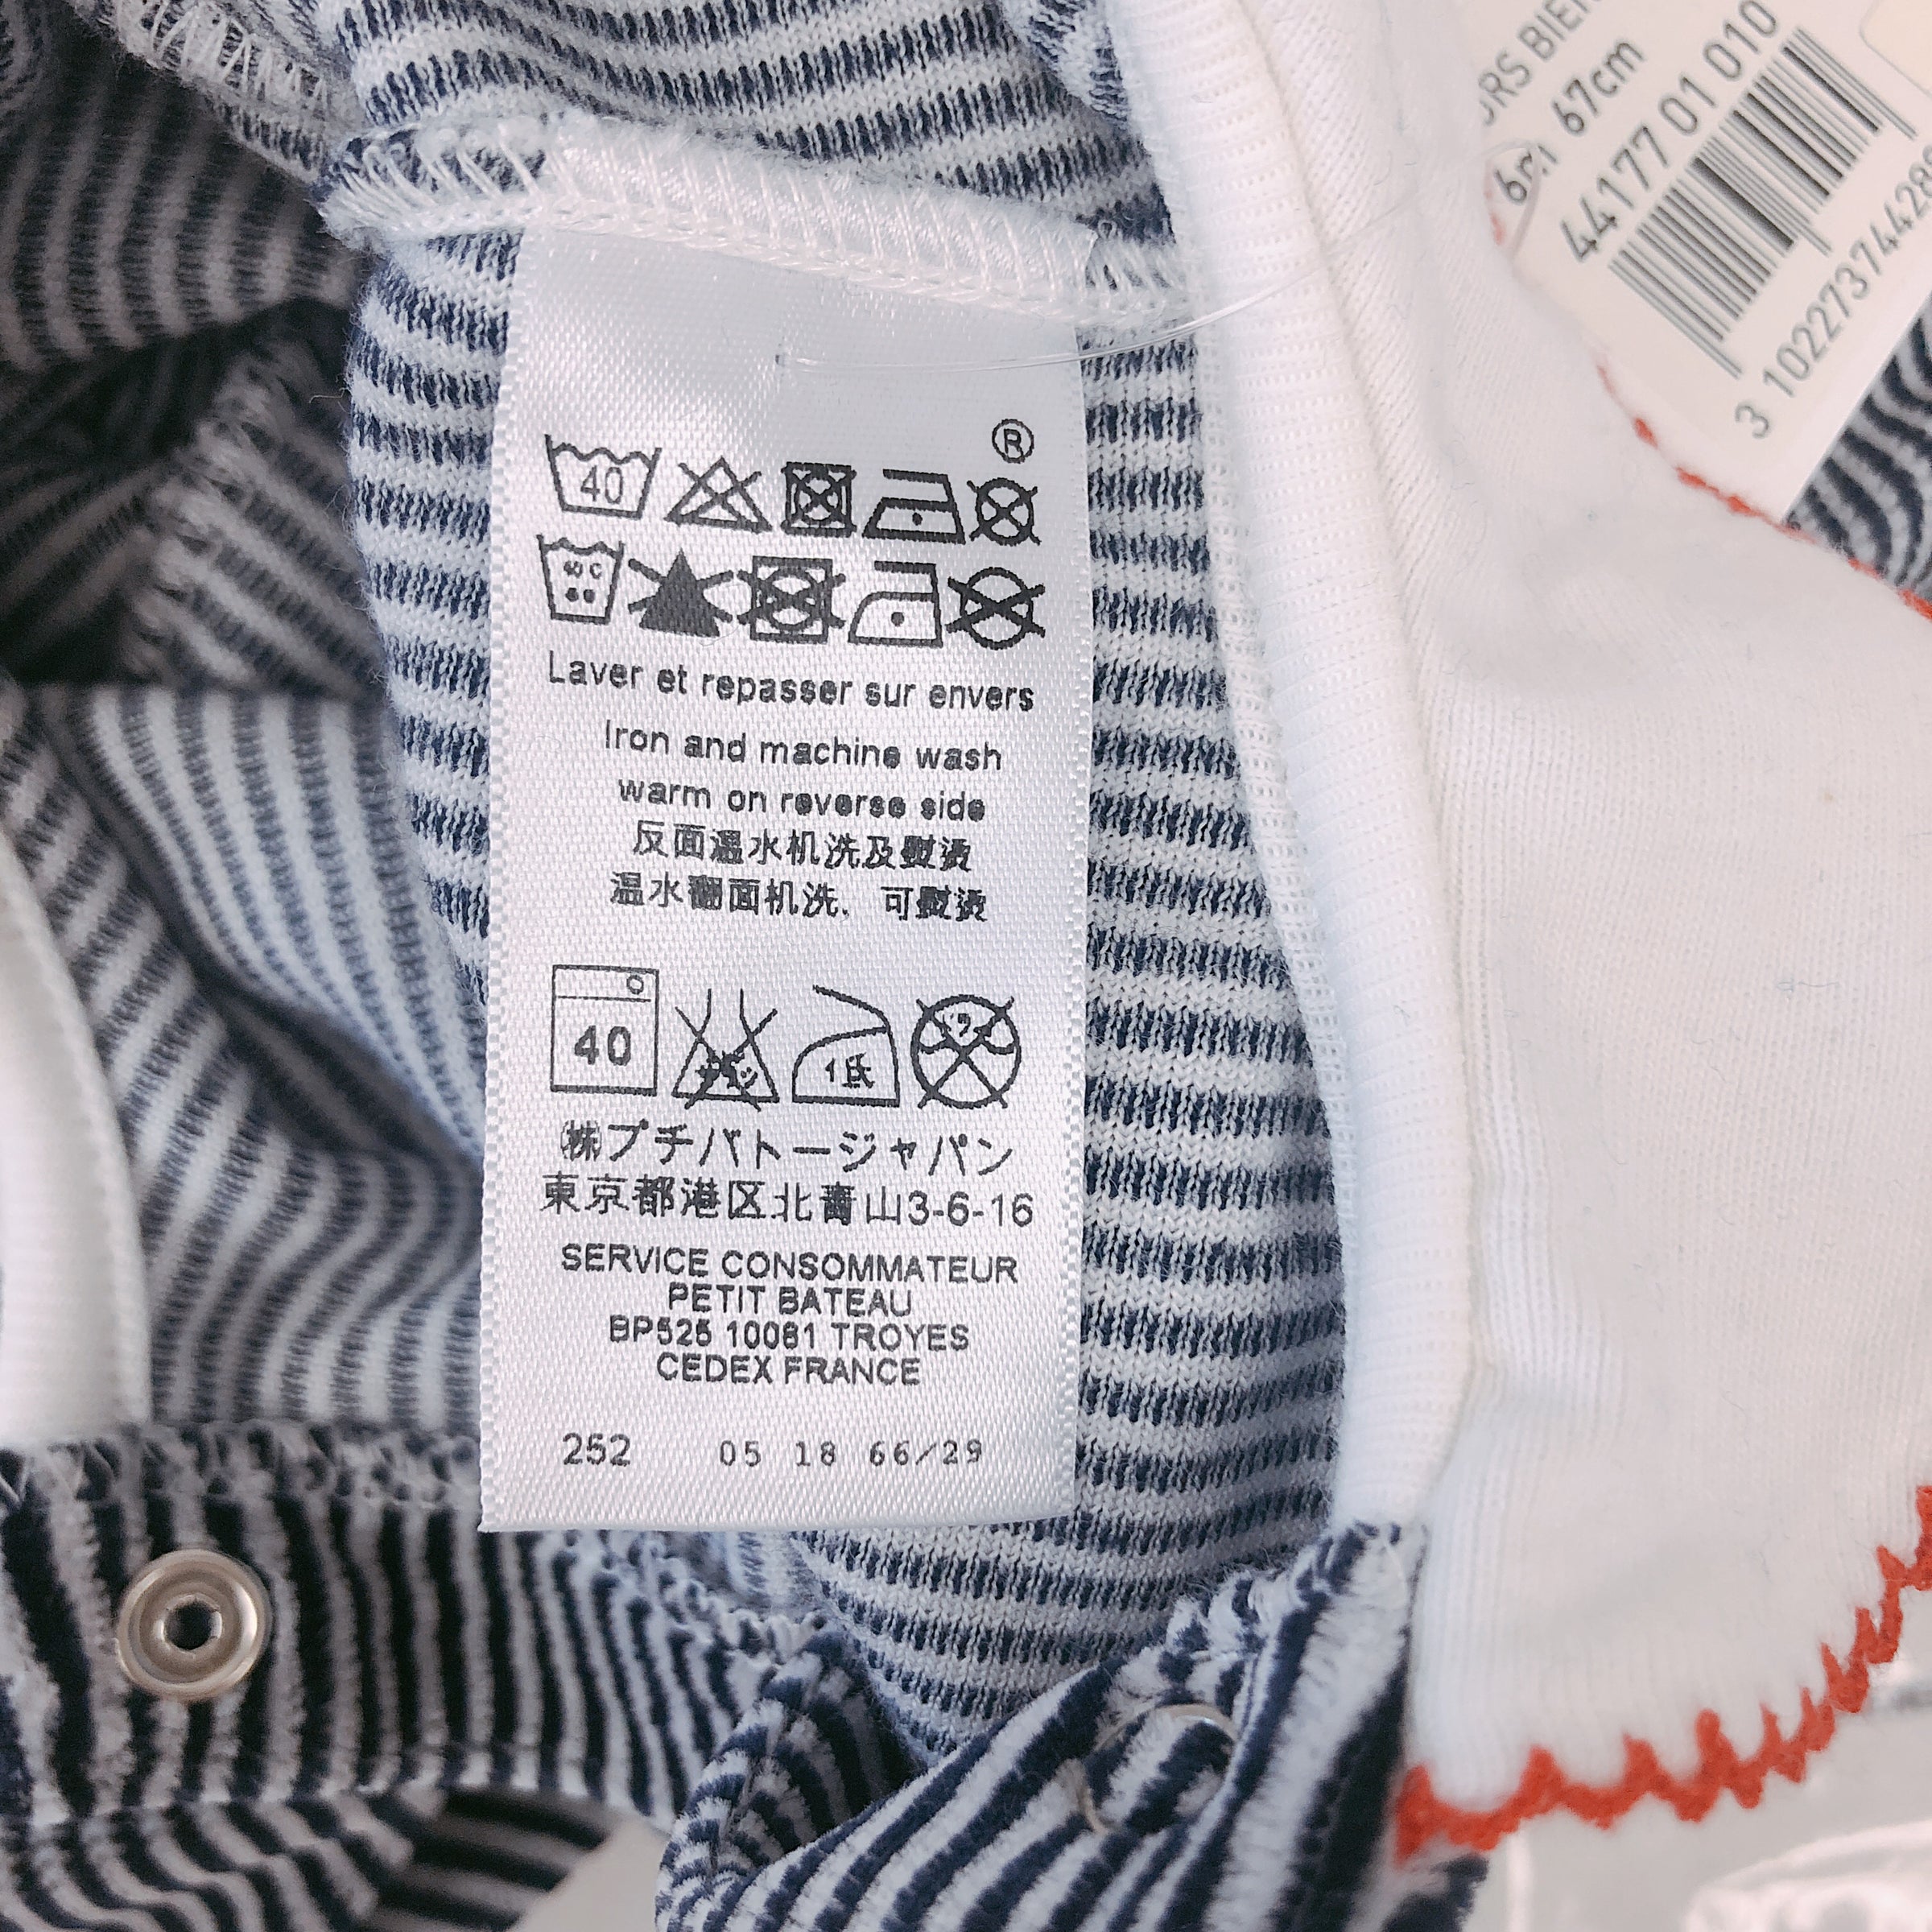 ®
40
40 C
Laver et repasser sur envers
Iron and machine wash
warm on reverse side
反面温水机洗及熨烫
温水翻面机洗、可熨烫
40
1低
㈱プチバトージャパン
東京都港区北青山3-6-16
SERVICE CONSOMMATEUR
PETIT BATEAU
BP525 10081 TROYES
CEDEX FRANCE
252 05 18 66/29
67cm
44177 01 010